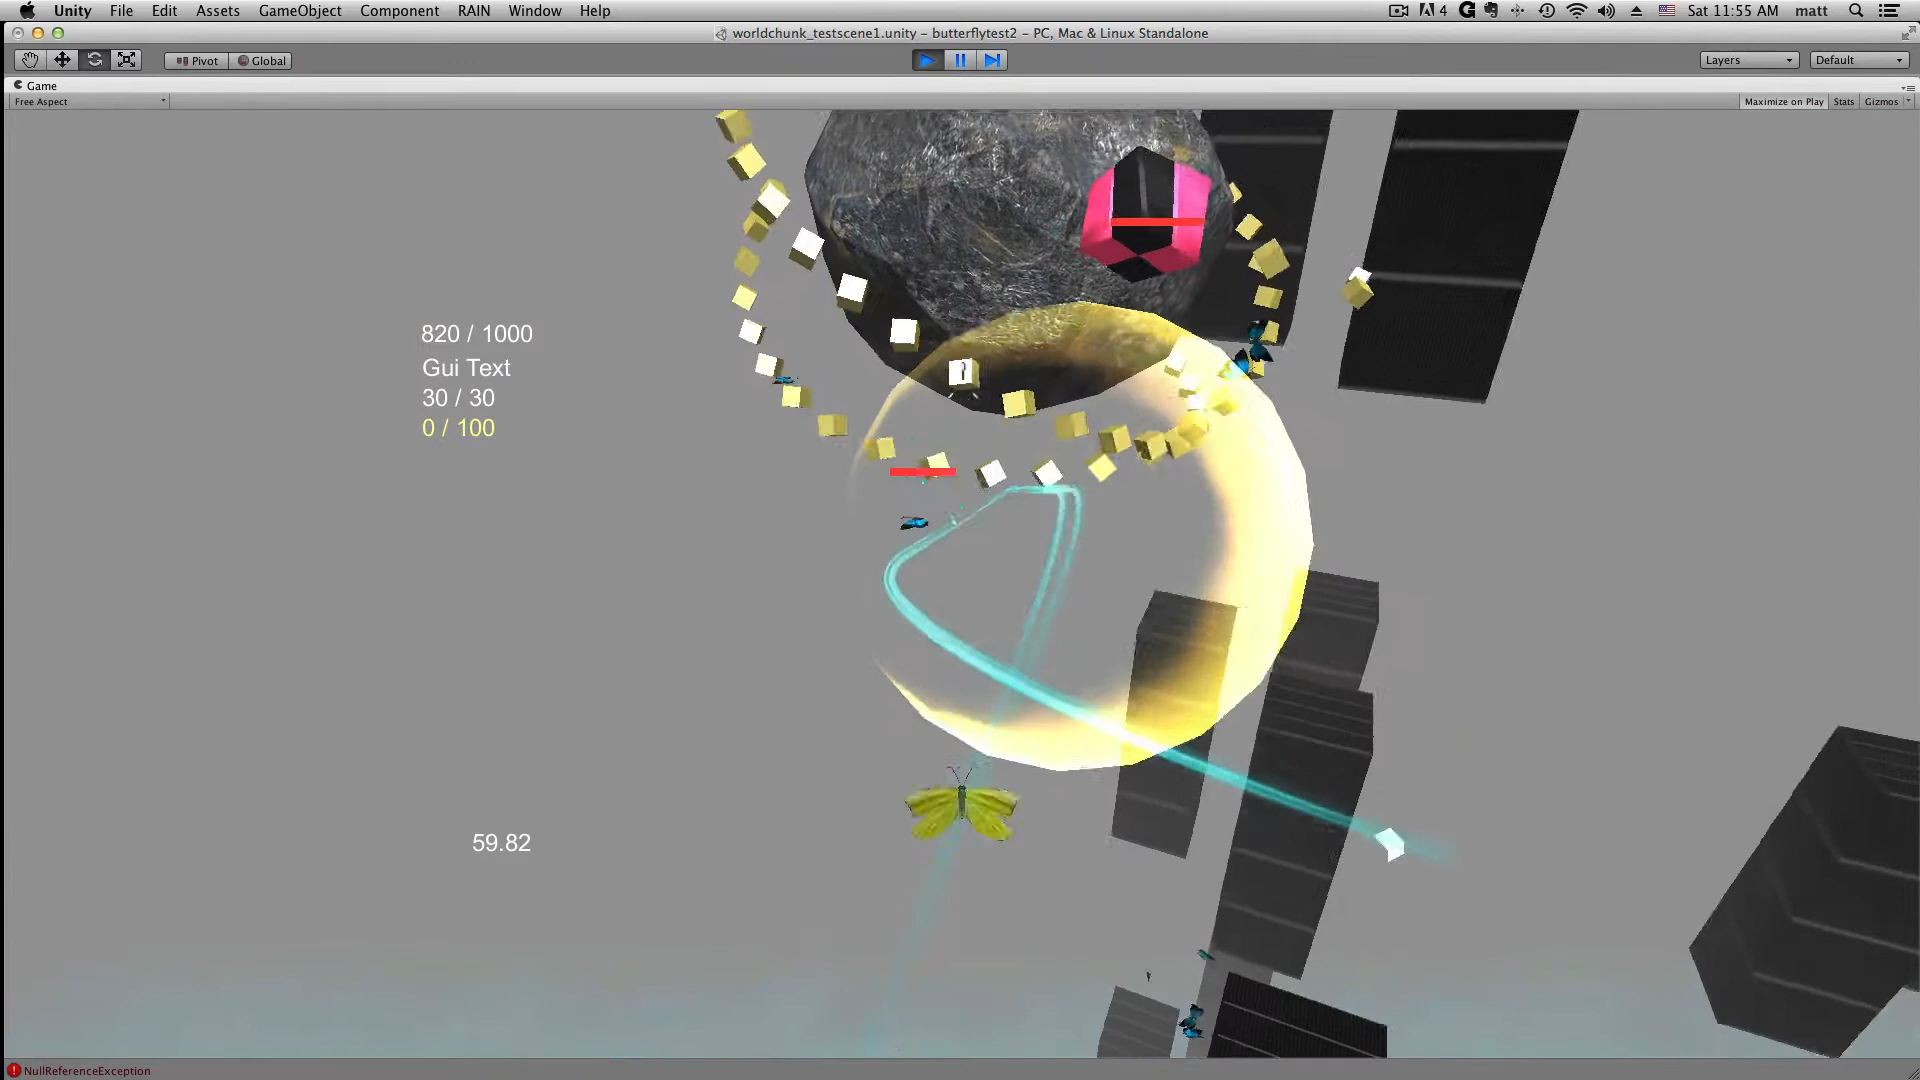 Unity File Edit Assets GameObject Component RAIN Window Help 4 Sat 11:55 AM matt
worldchunk_testscene1.unity - butterflytest2 - PC, Mac & Linux Standalone
Pivot Global Layers Default
Game
Free Aspect Maximize on Play Stats Gizmos
820 / 1000
Gui Text
30 / 30
0 / 100
59.82
NullReferenceException